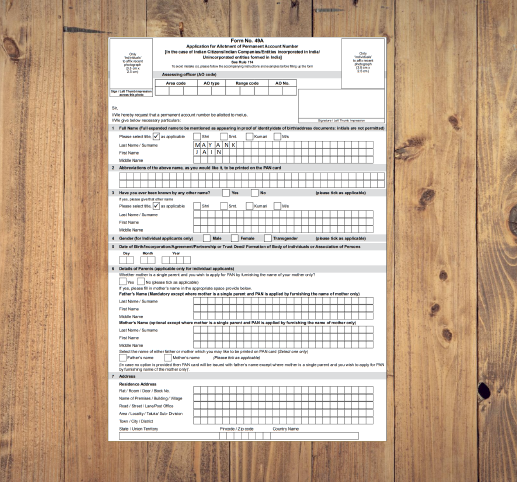 Form No. 49A
Application for Allotment of Permanent Account Number
[In the case of Indian Citizens/Indian Companies/Entities incorporated in India/
Unincorporated entities formed in India]
See Rule 114
To avoid mistake (s), please follow the accompanying instructions and examples before filling up the form
Only 'Individuals' to affix recent photograph (3.5 cm x 2.5 cm)
Only 'Individuals' to affix recent photograph (3.5 cm x 2.5 cm)
Assessing officer (AO code)
Area code AO type Range code AO No.
Sign / Left Thumb impression across this photo
Signature / Left Thumb Impression
Sir,
I/We hereby request that a permanent account number be allotted to me/us.
I/We give below necessary particulars:
1 Full Name (Full expanded name to be mentioned as appearing in proof of identity/date of birth/address documents: initials are not permitted)
Please select title, ✓ as applicable Shri Smt. Kumari M/s
Last Name / Surname MAYANK
First Name JAIN
Middle Name
2 Abbreviations of the above name, as you would like it, to be printed on the PAN card
3 Have you ever been known by any other name? Yes No (please tick as applicable)
If yes, please give that other name
Please select title, ✓ as applicable Shri Smt. Kumari M/s
Last Name / Surname
First Name
Middle Name
4 Gender (for individual applicants only) Male Female Transgender (please tick as applicable)
5 Date of Birth/Incorporation/Agreement/Partnership or Trust Deed/ Formation of Body of Individuals or Association of Persons
Day Month Year
6 Details of Parents (applicable only for individual applicants)
Whether mother is a single parent and you wish to apply for PAN by furnishing the name of your mother only?
Yes No (please tick as applicable)
If yes, please fill in mother's name in the appropriate space provide below.
Father's Name (Mandatory except where mother is a single parent and PAN is applied by furnishing the name of mother only)
Last Name / Surname
First Name
Middle Name
Mother's Name (optional except where mother is a single parent and PAN is applied by furnishing the name of mother only)
Last Name / Surname
First Name
Middle Name
Select the name of either father or mother which you may like to be printed on PAN card (Select one only)
Father's name Mother's name (Please tick as applicable)
(In case no option is provided then PAN card will be issued with father's name except where mother is a single parent and you wish to apply for PAN by furnishing name of the mother only)
7 Address
Residence Address
Flat / Room / Door / Block No.
Name of Premises / Building / Village
Road / Street / Lane/Post Office
Area / Locality / Taluka/ Sub- Division
Town / City / District
State / Union Territory Pincode / Zip code Country Name